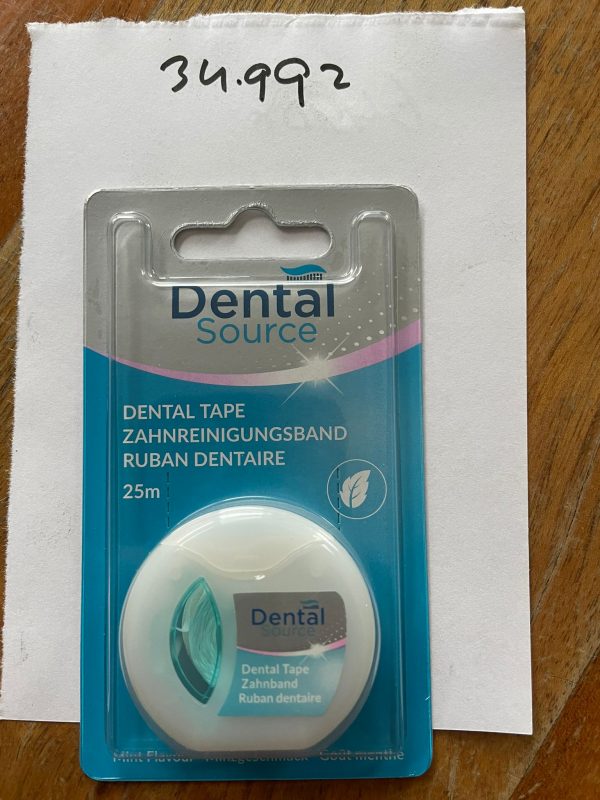 34.992
Dental
Source
DENTAL TAPE
ZAHNREINIGUNGSBAND
RUBAN DENTAIRE
25m
Dental
Source
Dental Tape
Zahnband
Ruban dentaire
Mint Flavour - Minzgeschmack - Goût menthe